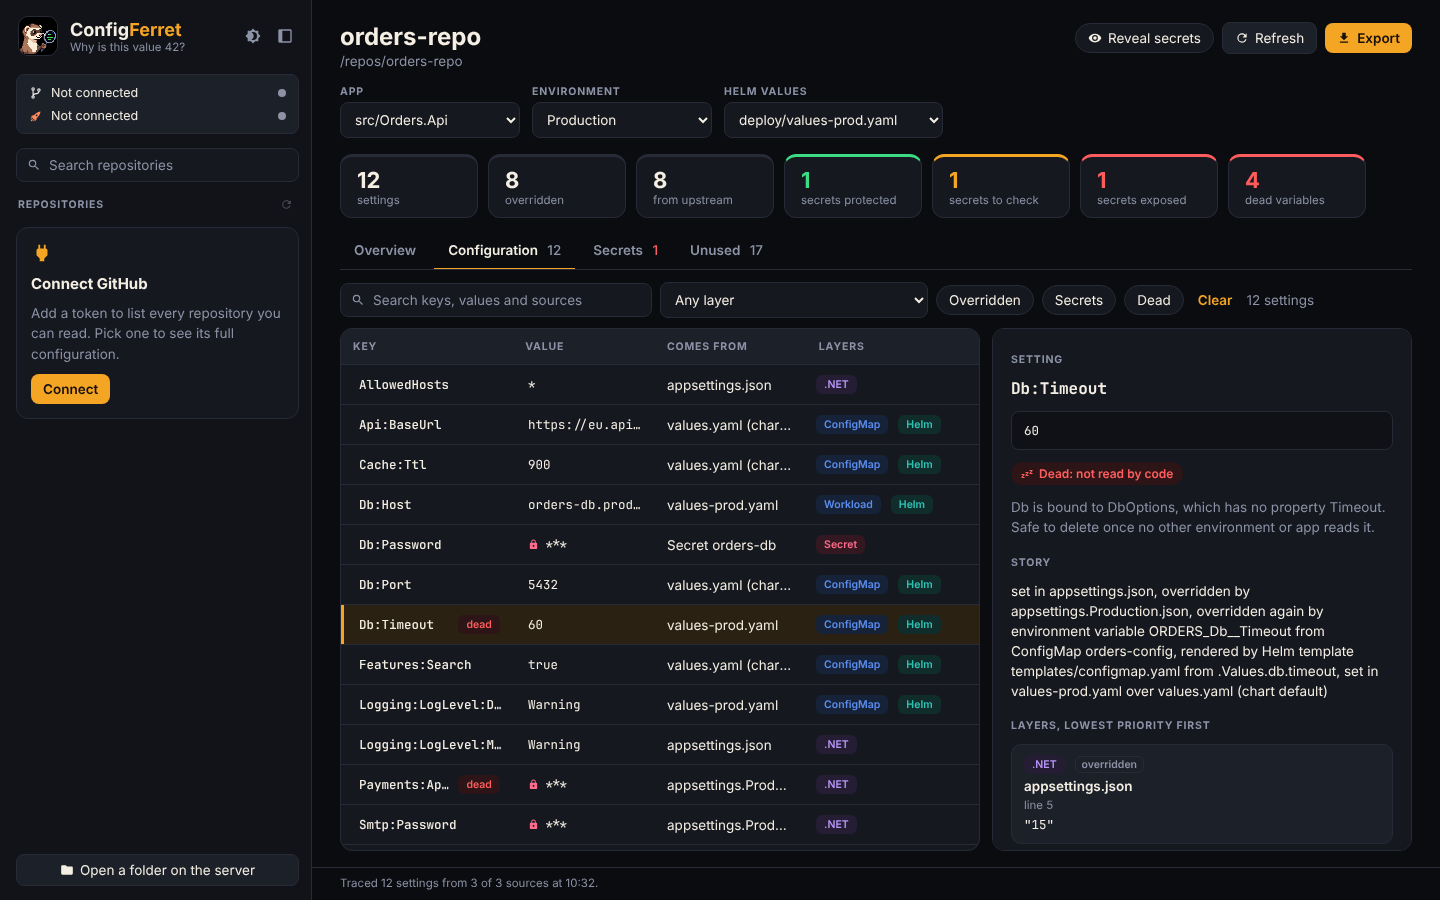 ConfigFerret
Why is this value 42?
Not connected
Not connected
Search repositories
REPOSITORIES
Connect GitHub
Add a token to list every repository you
can read. Pick one to see its full
configuration.
Connect
Open a folder on the server
orders-repo
/repos/orders-repo
Reveal secrets
Refresh
Export
APP
ENVIRONMENT
HELM VALUES
src/Orders.Api
Production
deploy/values-prod.yaml
12
settings
8
overridden
8
from upstream
1
secrets protected
1
secrets to check
1
secrets exposed
4
dead variables
Overview
Configuration 12
Secrets 1
Unused 17
Search keys, values and sources
Any layer
Overridden
Secrets
Dead
Clear
12 settings
KEY VALUE COMES FROM LAYERS
AllowedHosts * appsettings.json .NET
Api:BaseUrl https://eu.api… values.yaml (char… ConfigMap Helm
Cache:Ttl 900 values.yaml (char… ConfigMap Helm
Db:Host orders-db.prod… values-prod.yaml Workload Helm
Db:Password *** Secret orders-db Secret
Db:Port 5432 values.yaml (char… ConfigMap Helm
Db:Timeout dead 60 values-prod.yaml ConfigMap Helm
Features:Search true values.yaml (char… ConfigMap Helm
Logging:LogLevel:D… Warning values-prod.yaml ConfigMap Helm
Logging:LogLevel:M… Warning appsettings.json .NET
Payments:Ap… dead *** appsettings.Prod… .NET
Smtp:Password *** appsettings.Prod… .NET
SETTING
Db:Timeout
60
Dead: not read by code
Db is bound to DbOptions, which has no property Timeout.
Safe to delete once no other environment or app reads it.
STORY
set in appsettings.json, overridden by
appsettings.Production.json, overridden again by
environment variable ORDERS_Db__Timeout from
ConfigMap orders-config, rendered by Helm template
templates/configmap.yaml from .Values.db.timeout, set in
values-prod.yaml over values.yaml (chart default)
LAYERS, LOWEST PRIORITY FIRST
.NET overridden
appsettings.json
line 5
"15"
Traced 12 settings from 3 of 3 sources at 10:32.